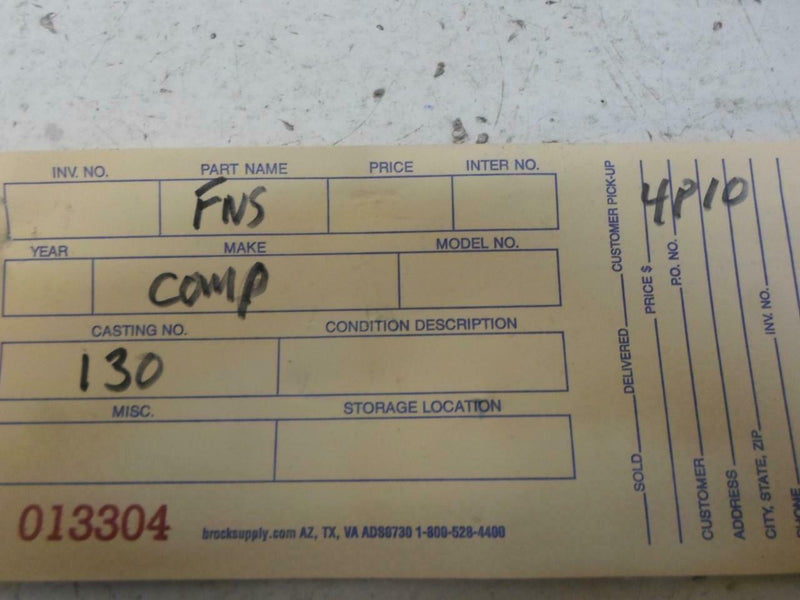 INV. NO. PART NAME PRICE INTER NO.
FNS
YEAR MAKE MODEL NO.
COMP
CASTING NO. CONDITION DESCRIPTION
130
MISC. STORAGE LOCATION
013304 brocksupply.com AZ, TX, VA ADS0730 1-800-528-4400
SOLD DELIVERED CUSTOMER PICK-UP
PRICE $
P.O. NO.
4P10
CUSTOMER
ADDRESS
CITY, STATE, ZIP INV. NO.
PHONE